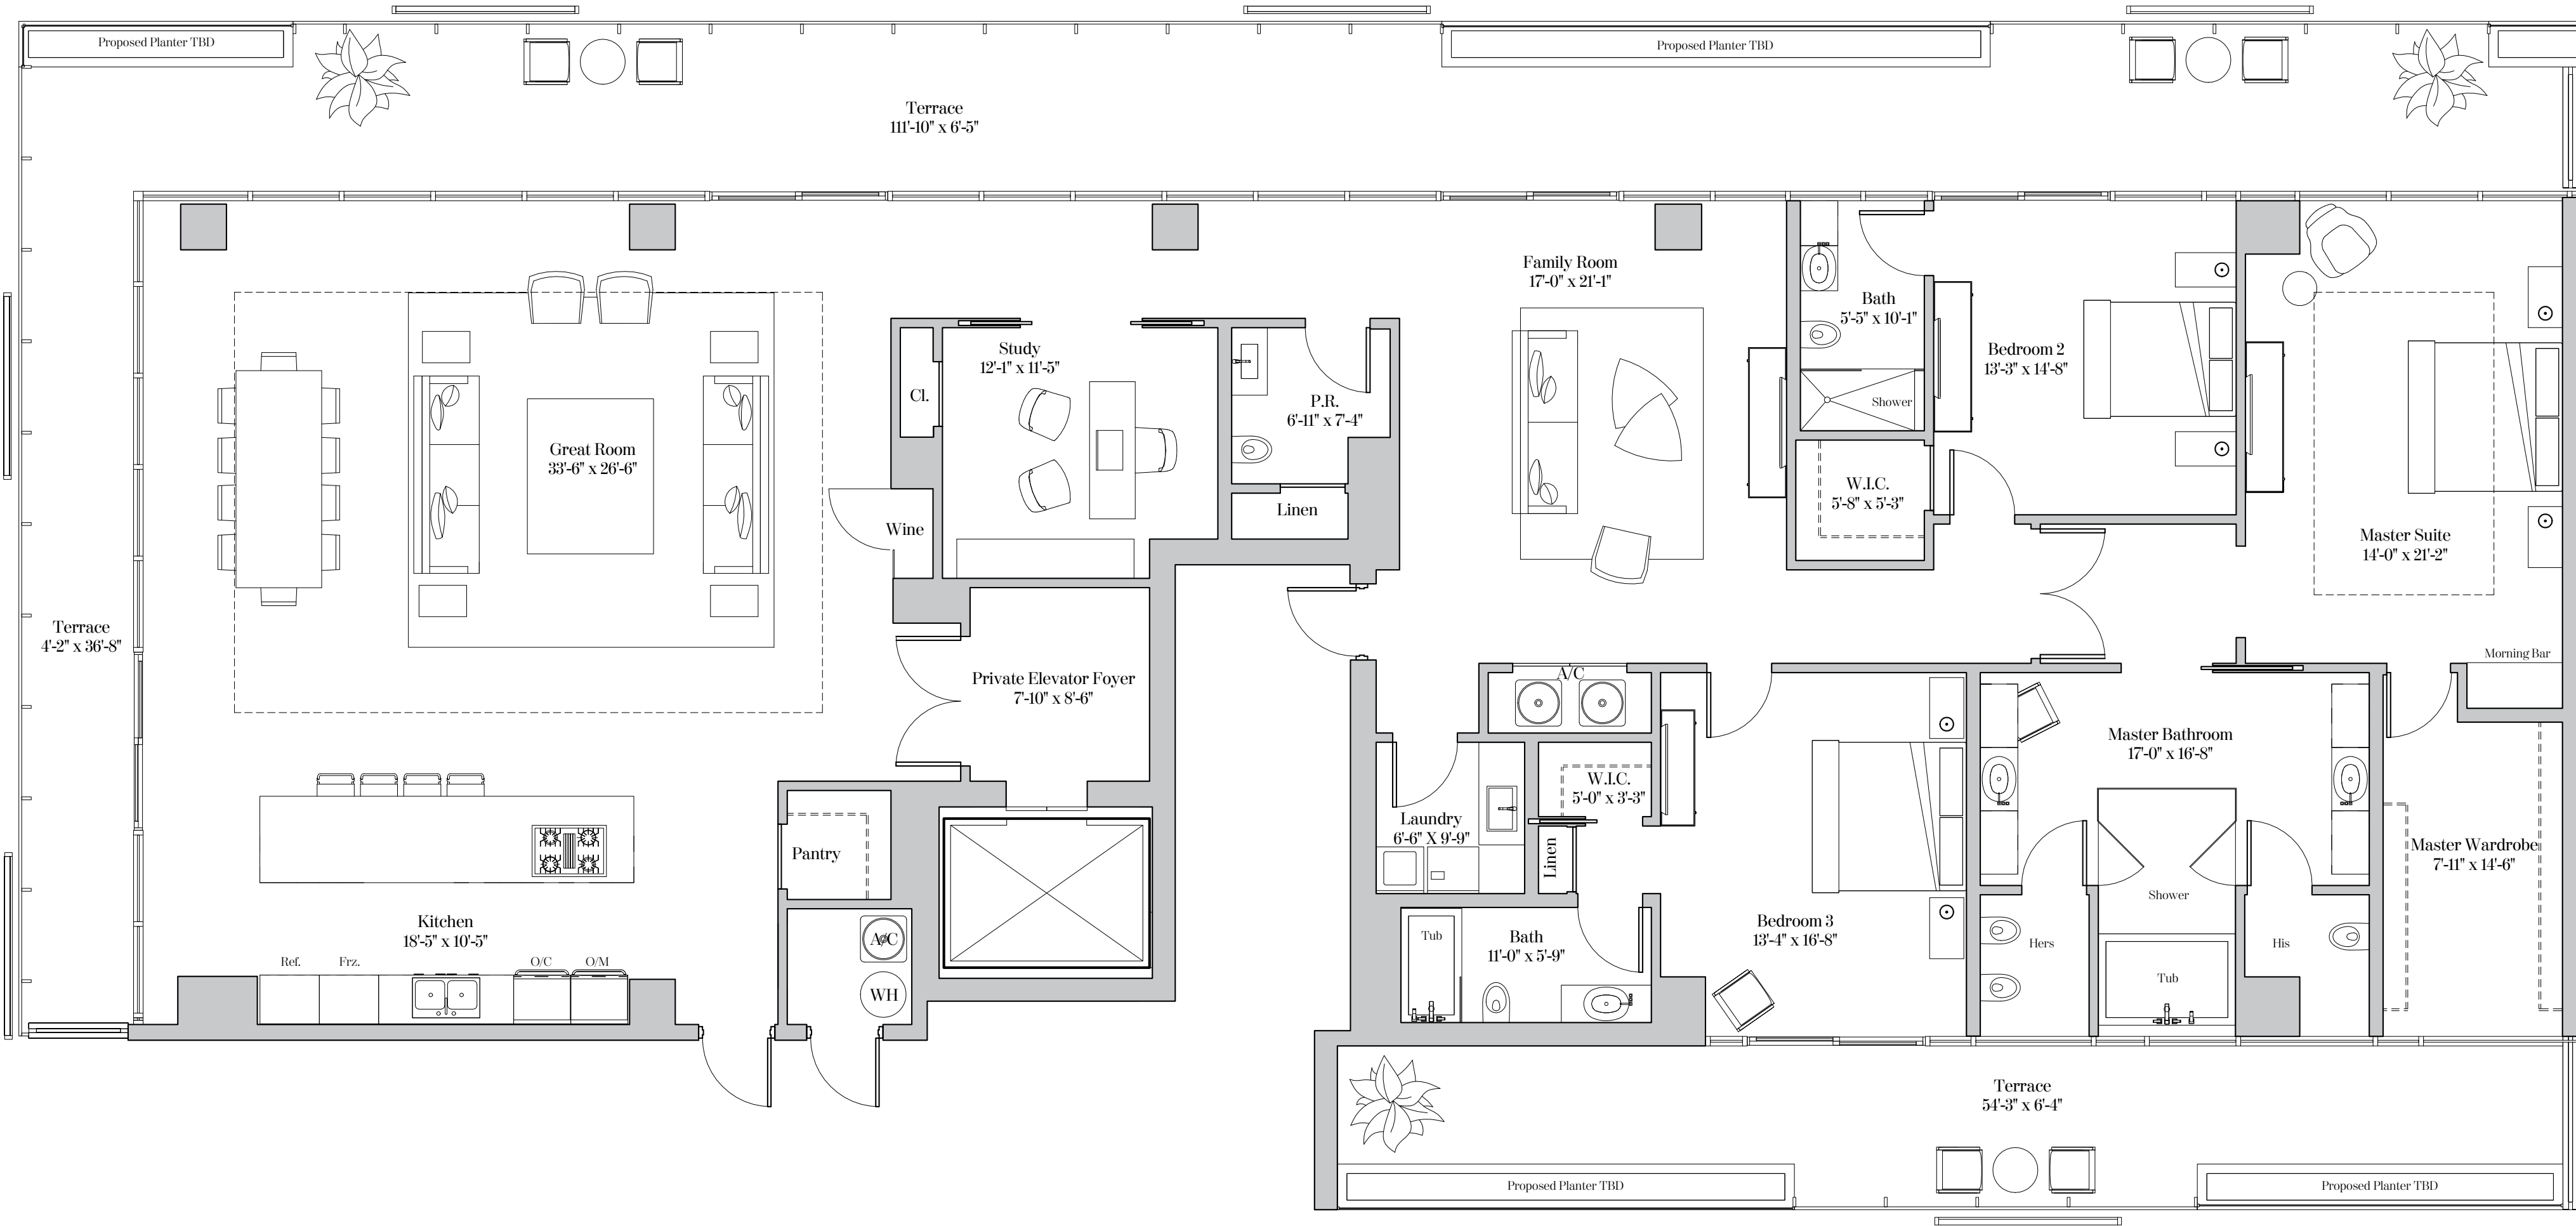 Proposed Planter TBD
Proposed Planter TBD
Terrace
111'-10" x 6'-5"
Family Room
17'-0" x 21'-1"
Bath
5'-5" x 10'-1"
Shower
Bedroom 2
13'-3" x 14'-8"
Study
12'-1" x 11'-5"
Cl.
P.R.
6'-11" x 7'-4"
Great Room
33'-6" x 26'-6"
W.I.C.
5'-8" x 5'-3"
Linen
Wine
Master Suite
14'-0" x 21'-2"
Terrace
4'-2" x 36'-8"
Morning Bar
Private Elevator Foyer
7'-10" x 8'-6"
A/C
Master Bathroom
17'-0" x 16'-8"
W.I.C.
5'-0" x 3'-3"
Laundry
6'-6" X 9'-9"
Linen
Pantry
Master Wardrobe
7'-11" x 14'-6"
Shower
Kitchen
18'-5" x 10'-5"
Bedroom 3
13'-4" x 16'-8"
Tub
Bath
11'-0" x 5'-9"
A/C
Hers
His
Ref.
Frz.
O/C
O/M
Tub
WH
Terrace
54'-3" x 6'-4"
Proposed Planter TBD
Proposed Planter TBD